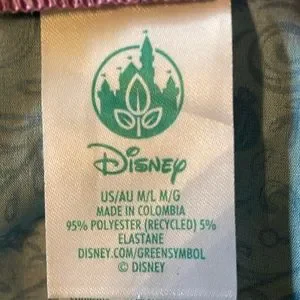 Disney
US/AU M/L M/G
MADE IN COLOMBIA
95% POLYESTER (RECYCLED) 5%
ELASTANE
DISNEY.COM/GREENSYMBOL
© DISNEY